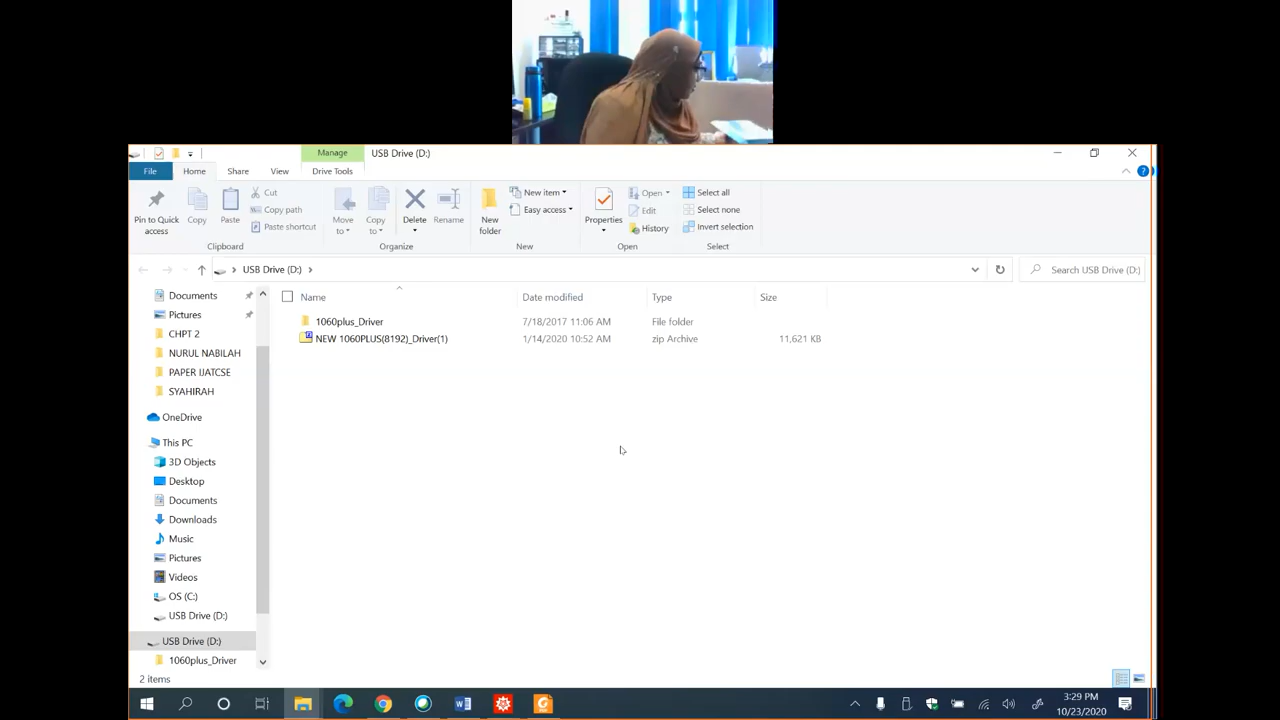 Manage
USB Drive (D:)
File
Home
Share
View
Drive Tools
Pin to Quick
access
Copy
Paste
Cut
Copy path
Paste shortcut
Clipboard
Move
to
Copy
to
Delete
Rename
Organize
New
folder
New item
Easy access
New
Properties
Open
Edit
History
Open
Select all
Select none
Invert selection
Select
USB Drive (D:)
Search USB Drive (D:)
Name
Date modified
Type
Size
1060plus_Driver
7/18/2017 11:06 AM
File folder
NEW 1060PLUS(8192)_Driver(1)
1/14/2020 10:52 AM
zip Archive
11,621 KB
Documents
Pictures
CHPT 2
NURUL NABILAH
PAPER IJATCSE
SYAHIRAH
OneDrive
This PC
3D Objects
Desktop
Documents
Downloads
Music
Pictures
Videos
OS (C:)
USB Drive (D:)
USB Drive (D:)
1060plus_Driver
2 items
3:29 PM
10/23/2020